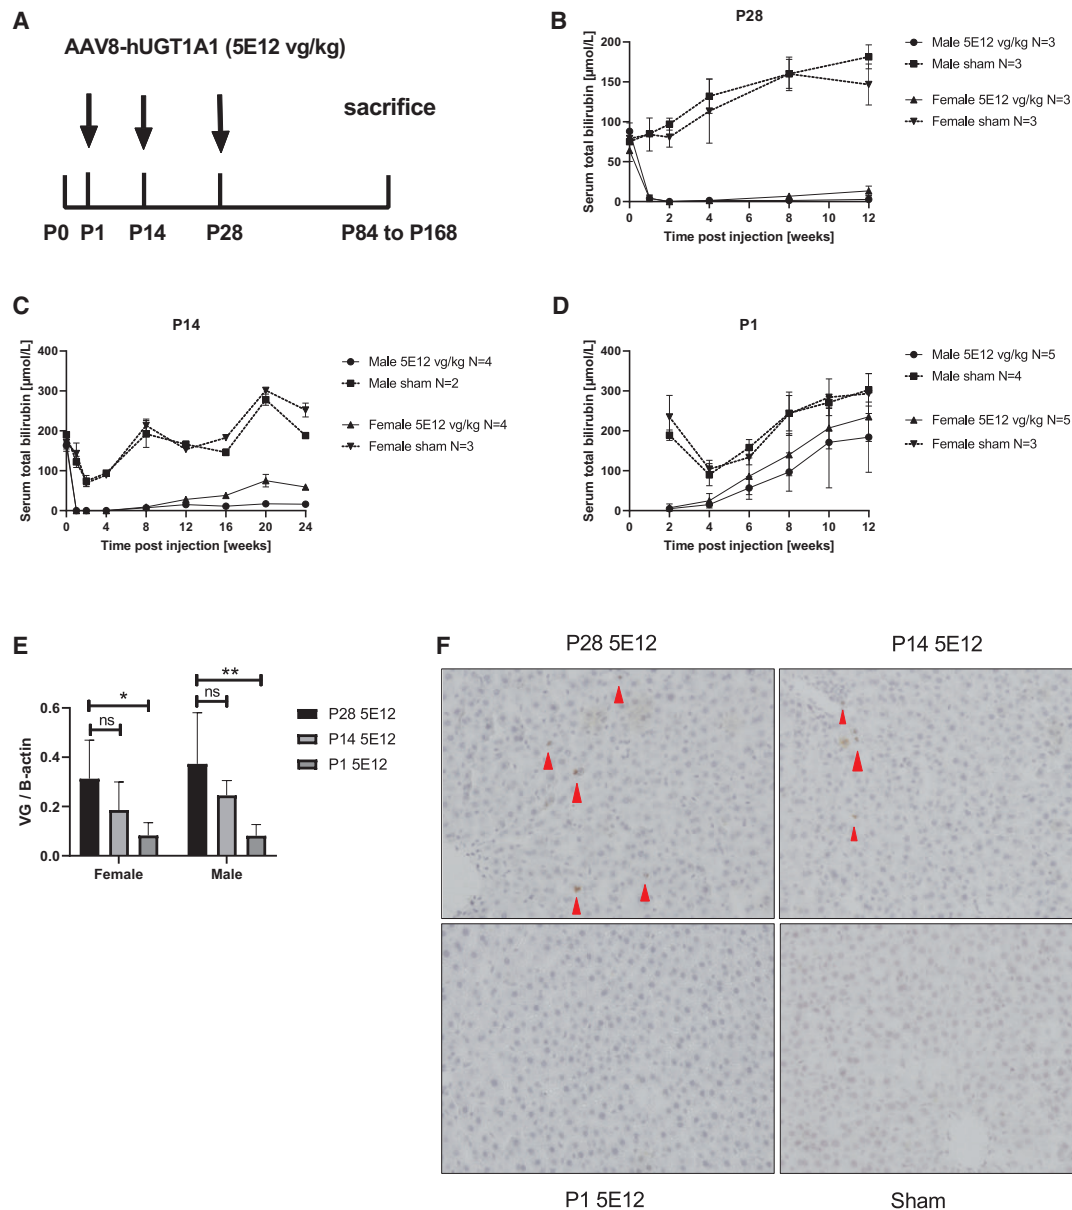 A
AAV8-hUGT1A1 (5E12 vg/kg)
sacrifice
P0 P1 P14 P28 P84 to P168
B
P28
Serum total bilirubin [μmol/L]
200
150
100
50
0
0 2 4 6 8 10 12
Time post injection [weeks]
Male 5E12 vg/kg N=3
Male sham N=3
Female 5E12 vg/kg N=3
Female sham N=3
C
P14
Serum total bilirubin [μmol/L]
400
300
200
100
0
0 2 4 8 12 16 20 24
Time post injection [weeks]
Male 5E12 vg/kg N=4
Male sham N=2
Female 5E12 vg/kg N=4
Female sham N=3
D
P1
Serum total bilirubin [μmol/L]
400
300
200
100
0
0 2 4 6 8 10 12
Time post injection [weeks]
Male 5E12 vg/kg N=5
Male sham N=4
Female 5E12 vg/kg N=5
Female sham N=3
E
VG / B-actin
0.6
0.4
0.2
0.0
*
ns
**
ns
Female Male
P28 5E12
P14 5E12
P1 5E12
F
P28 5E12 P14 5E12
P1 5E12 Sham